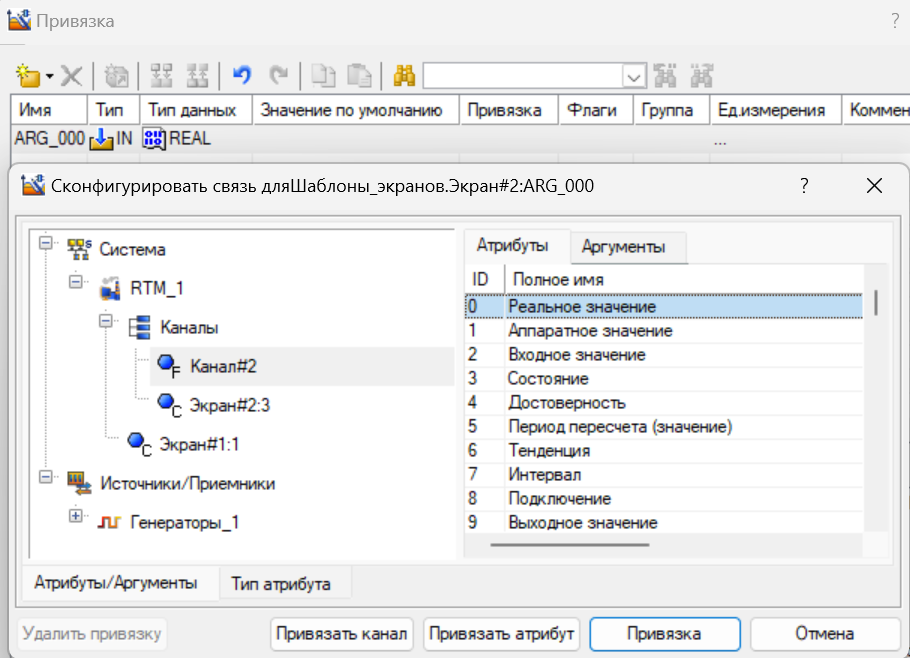 Привязка ?
Имя Тип Тип данных Значение по умолчанию Привязка Флаги Группа Ед.измерения Коммен
ARG_000 IN REAL ...
Сконфигурировать связь дляШаблоны_экранов.Экран#2:ARG_000 ?
Система
RTM_1
Каналы
Канал#2
Экран#2:3
Экран#1:1
Источники/Приемники
Генераторы_1
Атрибуты Аргументы
ID Полное имя
0 Реальное значение
1 Аппаратное значение
2 Входное значение
3 Состояние
4 Достоверность
5 Период пересчета (значение)
6 Тенденция
7 Интервал
8 Подключение
9 Выходное значение
Атрибуты/Аргументы Тип атрибута
Удалить привязку Привязать канал Привязать атрибут Привязка Отмена